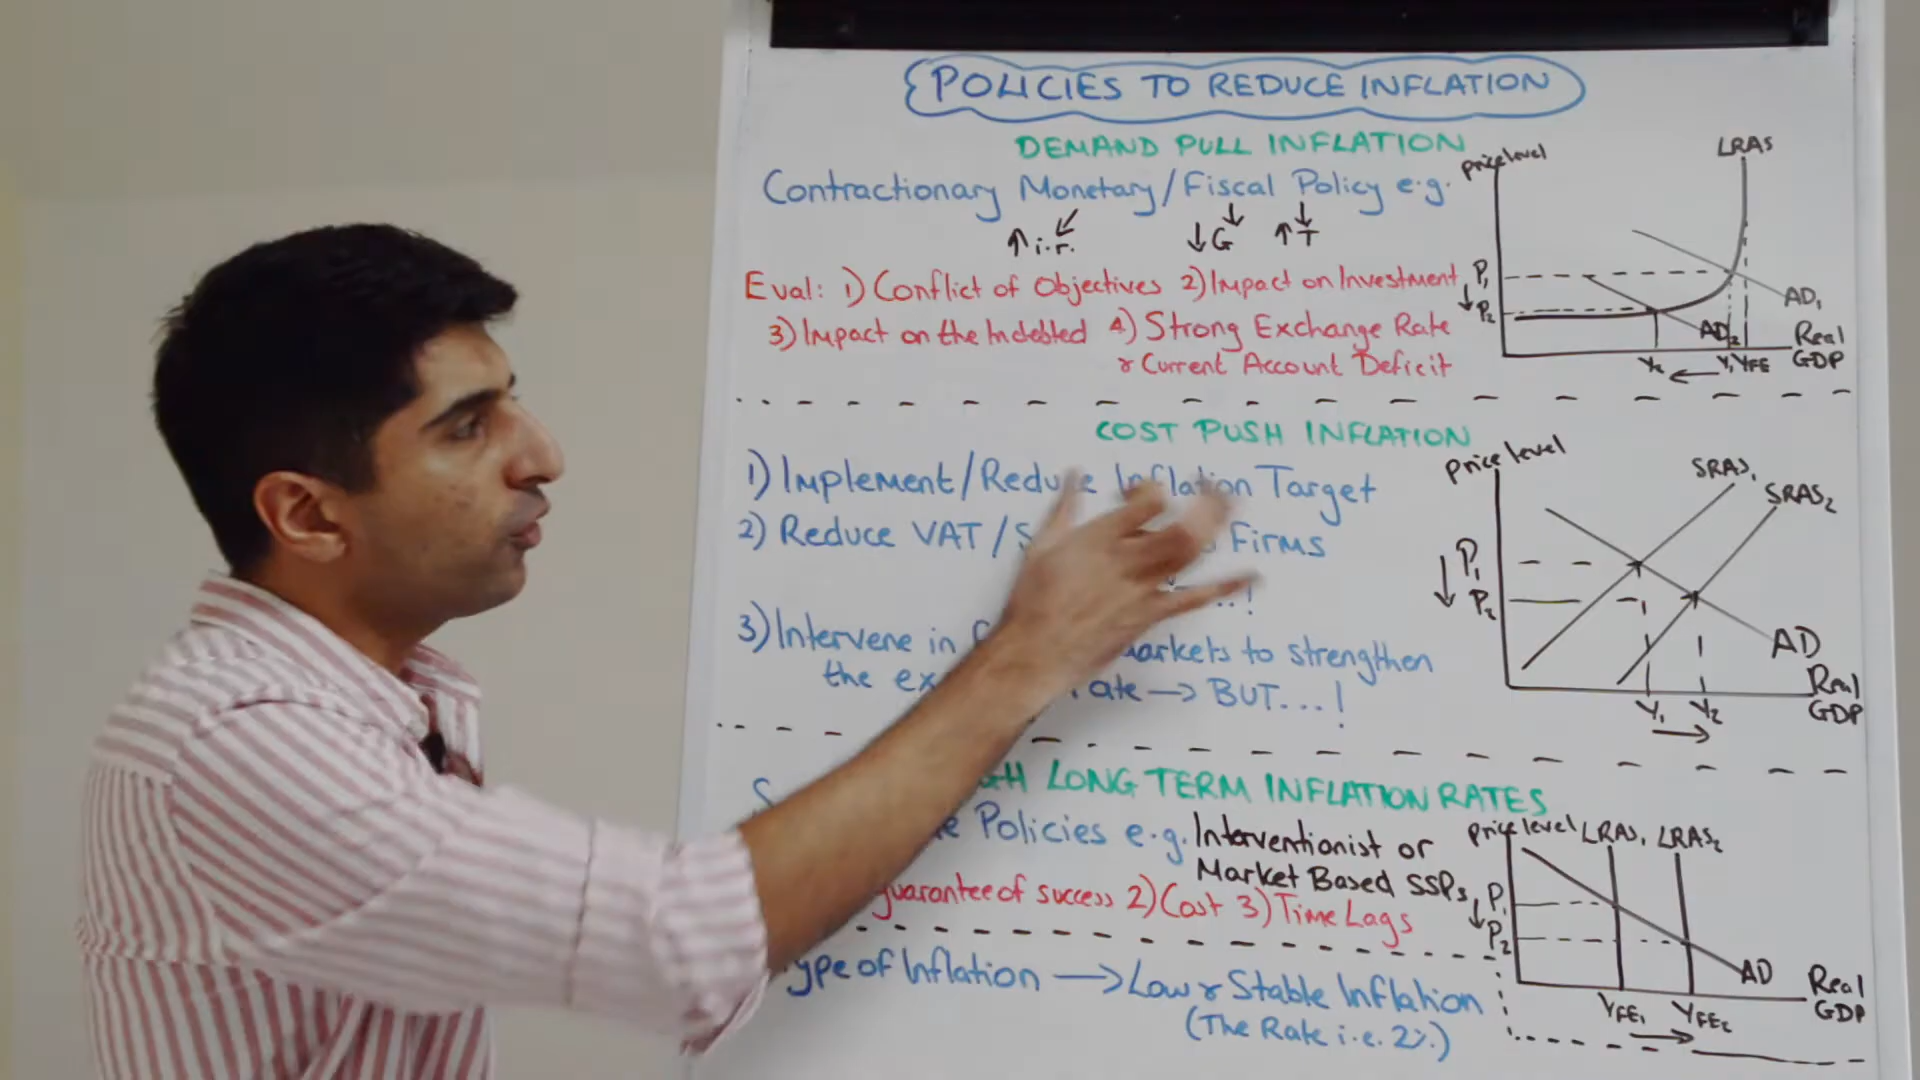 POLICIES TO REDUCE INFLATION
DEMAND PULL INFLATION
Contractionary Monetary/Fiscal Policy e.g.
↑ i.r. ↓G ↑T
Eval: 1) Conflict of Objectives 2) Impact on Investment
3) Impact on the Indebted 4) Strong Exchange Rate
& Current Account Deficit
Price level
LRAS
P1
↓ P2
AD1
AD2
Real
GDP
Y2 ← Y1 YFE
COST PUSH INFLATION
1) Implement/Reduce Inflation Target
2) Reduce VAT/ Firms
...!
3) Intervene in markets to strengthen
the → BUT....!
Price level
SRAS1
SRAS2
↓ P1
P2
AD
Real
GDP
Y1 Y2
→
LONG TERM INFLATION RATES
Policies e.g. Interventionist or
Market Based SSPs
guarantee of success 2) Cost 3) Time Lags
Price level LRAS1 LRAS2
P1
↓ P2
AD
Real
GDP
YFE1 → YFE2
of Inflation → Low & Stable Inflation
(The Rate i.e. 2%.)